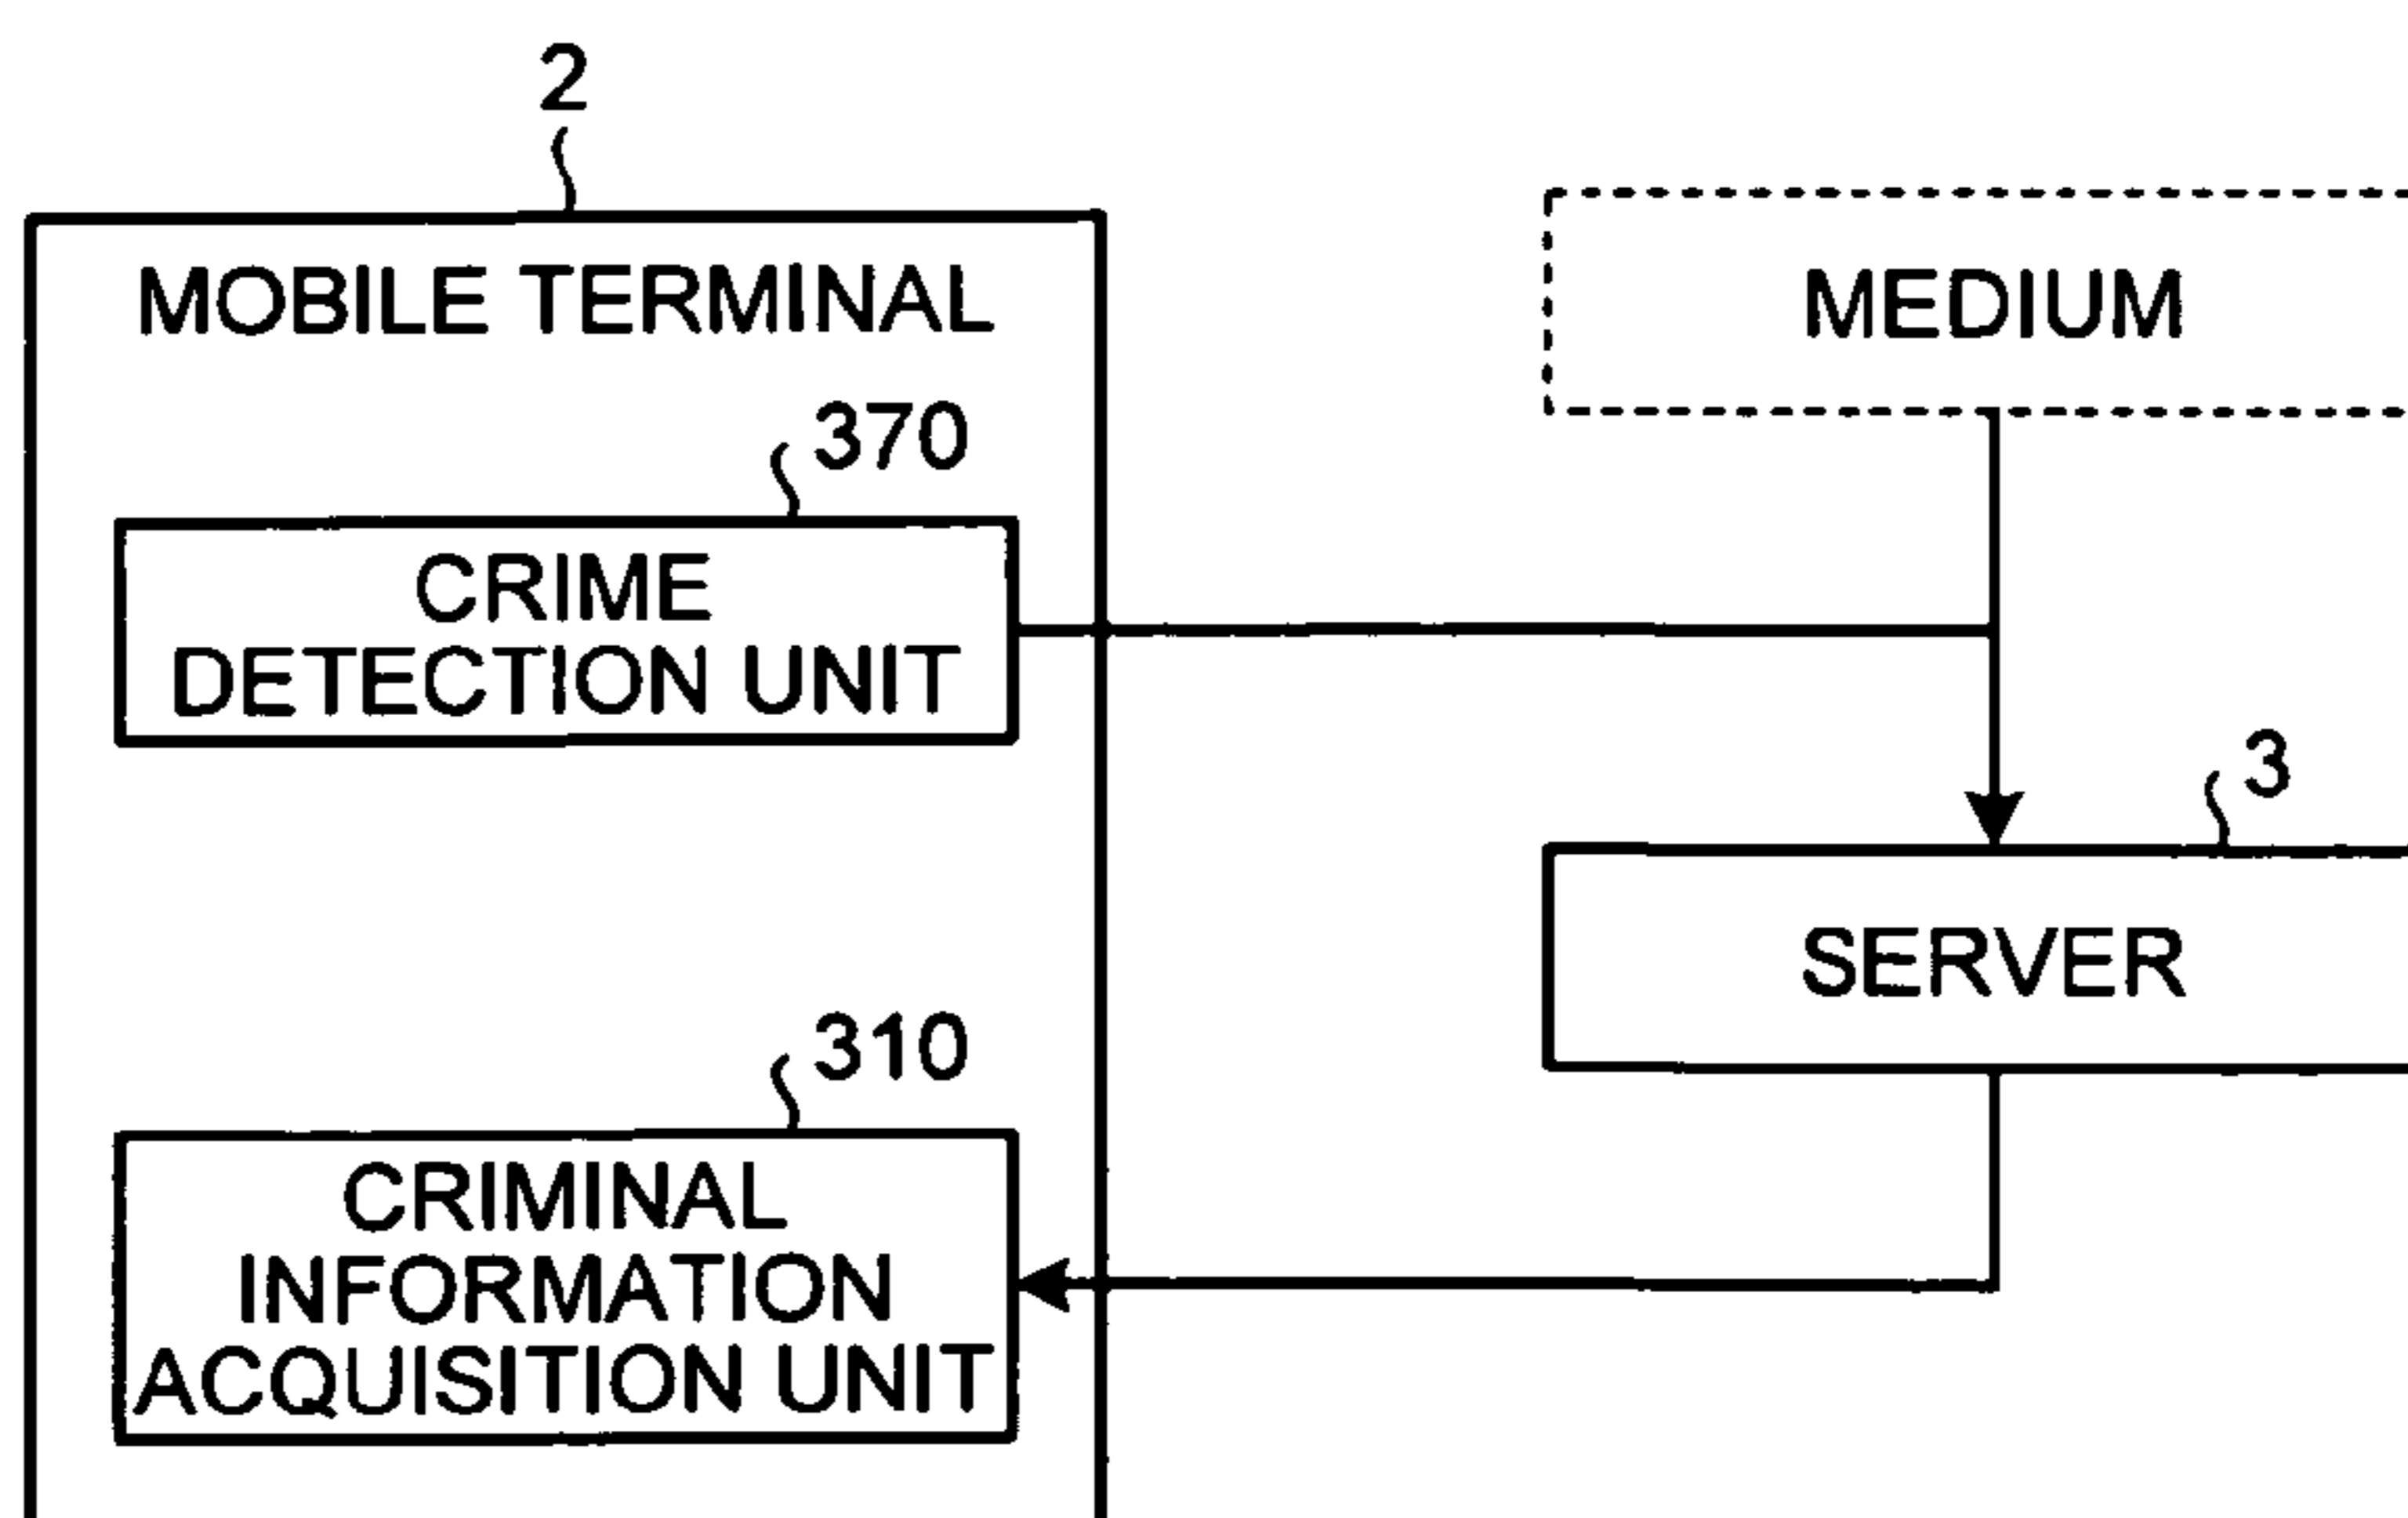 2
MOBILE TERMINAL
MEDIUM
370
CRIME
DETECTION UNIT
3
SERVER
310
CRIMINAL
INFORMATION
ACQUISITION UNIT